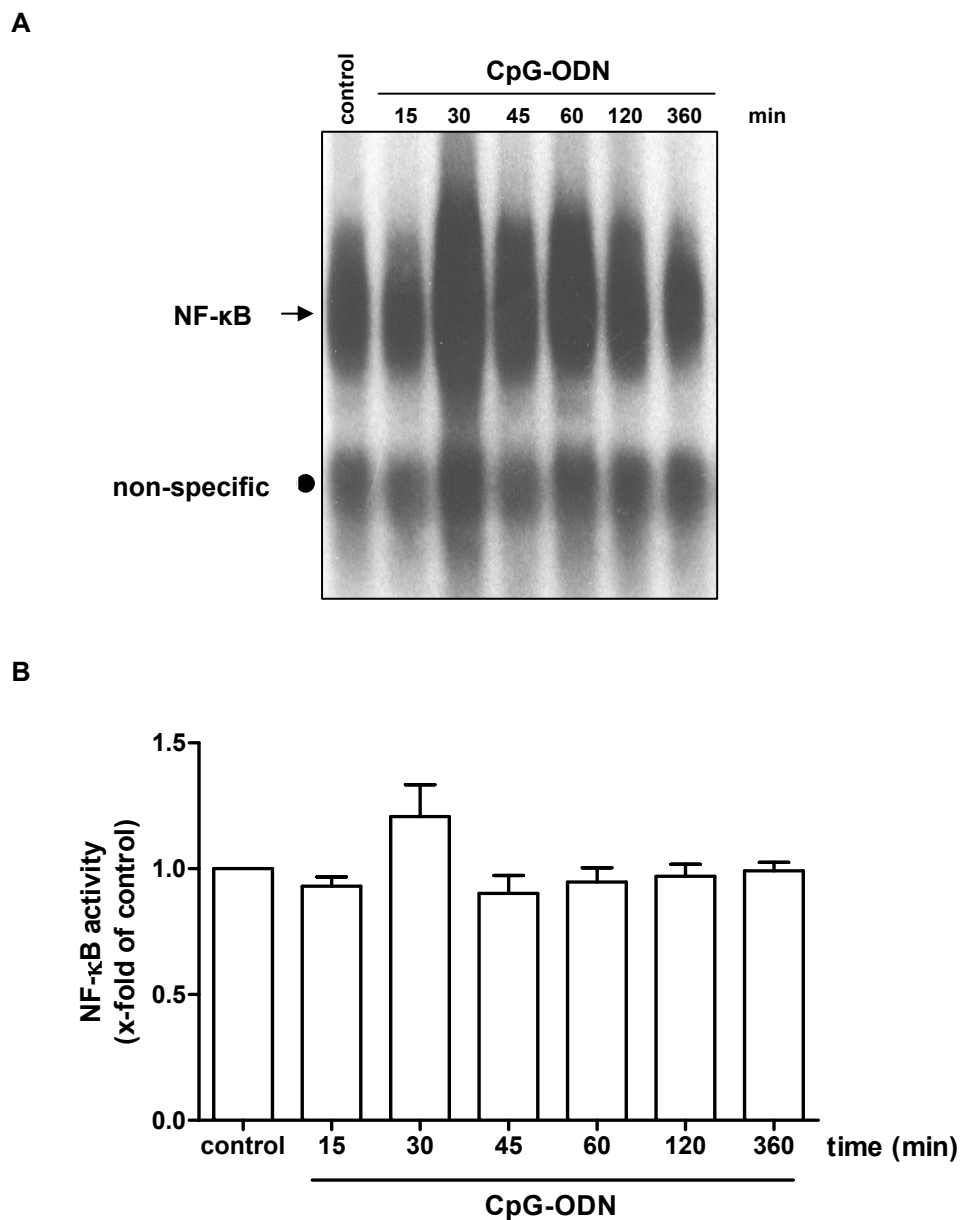 A
control
CpG-ODN
15 30 45 60 120 360 min
NF-κB
non-specific
B
NF-κB activity
(x-fold of control)
1.5
1.0
0.5
0.0
control 15 30 45 60 120 360 time (min)
CpG-ODN